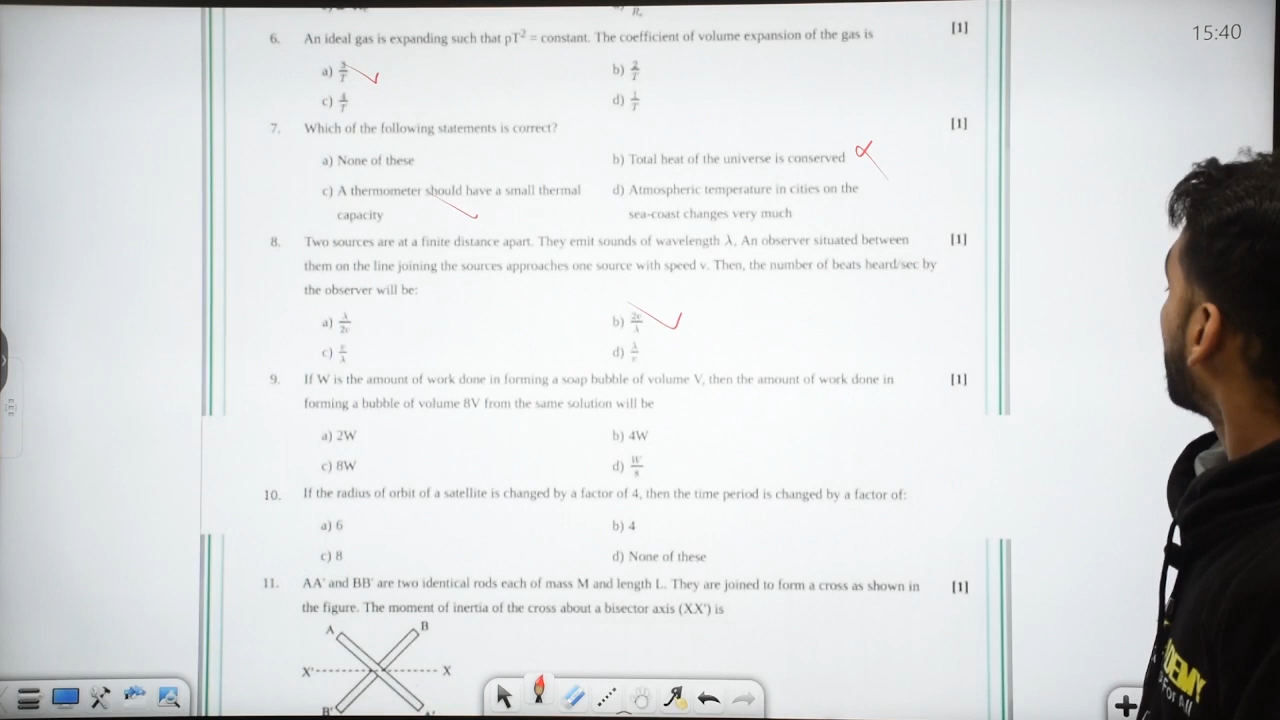 15:40
6. An ideal gas is expanding such that pT² = constant. The coefficient of volume expansion of the gas is [1]
a) 3/T b) 2/T
c) 4/T d) 1/T
7. Which of the following statements is correct? [1]
a) None of these b) Total heat of the universe is conserved
c) A thermometer should have a small thermal capacity
d) Atmospheric temperature in cities on the sea-coast changes very much
8. Two sources are at a finite distance apart. They emit sounds of wavelength λ. An observer situated between [1]
them on the line joining the sources approaches one source with speed v. Then, the number of beats heard/sec by
the observer will be:
a) λ/2v b) 2v/λ
c) v/λ d) λ/v
9. If W is the amount of work done in forming a soap bubble of volume V, then the amount of work done in [1]
forming a bubble of volume 8V from the same solution will be
a) 2W b) 4W
c) 8W d) W/8
10. If the radius of orbit of a satellite is changed by a factor of 4, then the time period is changed by a factor of:
a) 6 b) 4
c) 8 d) None of these
11. AA' and BB' are two identical rods each of mass M and length L. They are joined to form a cross as shown in [1]
the figure. The moment of inertia of the cross about a bisector axis (XX') is
A B
X' X
B' A'